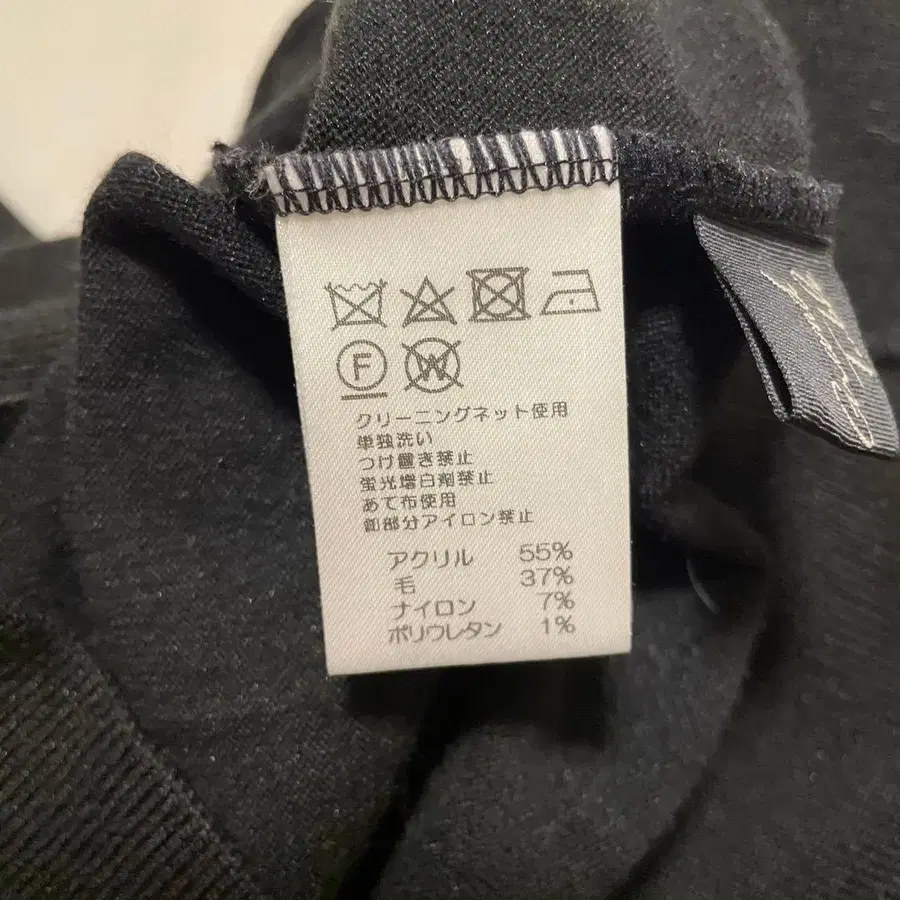 F W
クリーニングネット使用
単独洗い
つけ置き禁止
蛍光増白剤禁止
あて布使用
釦部分アイロン禁止
アクリル 55%
毛 37%
ナイロン 7%
ポリウレタン 1%